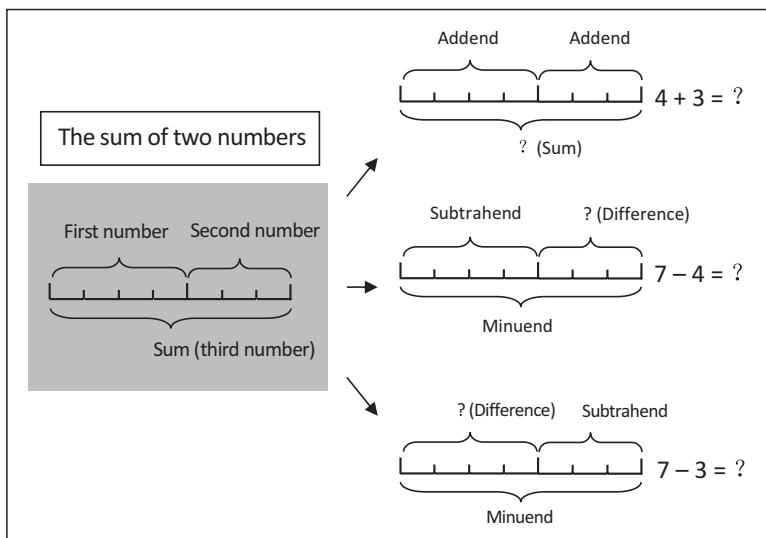 The sum of two numbers
First number Second number
Sum (third number)
Addend Addend
4 + 3 = ?
? (Sum)
Subtrahend ? (Difference)
7 – 4 = ?
Minuend
? (Difference) Subtrahend
7 – 3 = ?
Minuend